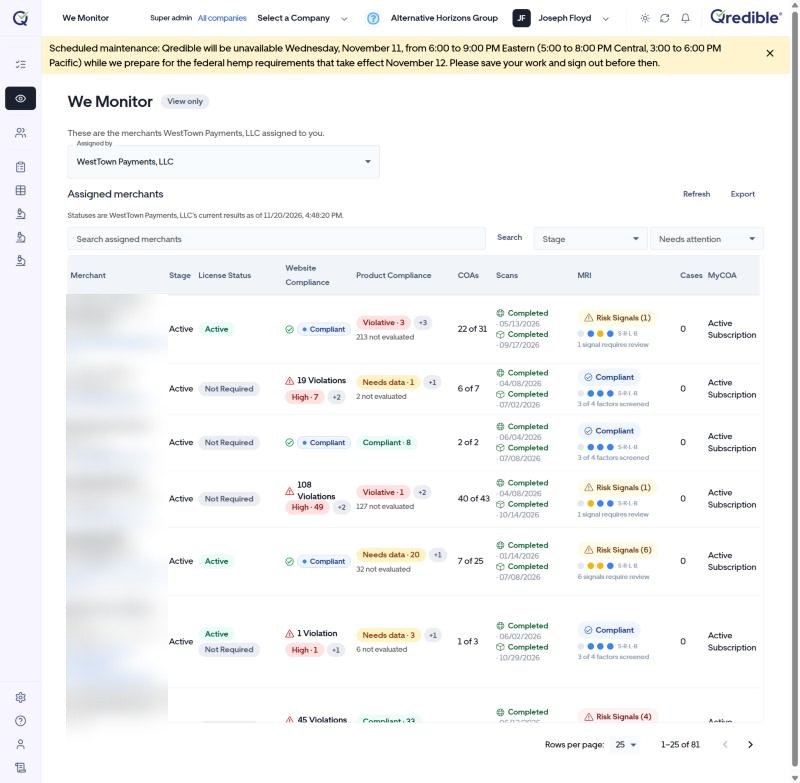 We Monitor
Super admin All companies Select a Company
Alternative Horizons Group
JF Joseph Floyd
Qredible®
Scheduled maintenance: Qredible will be unavailable Wednesday, November 11, from 6:00 to 9:00 PM Eastern (5:00 to 8:00 PM Central, 3:00 to 6:00 PM
Pacific) while we prepare for the federal hemp requirements that take effect November 12. Please save your work and sign out before then.
We Monitor View only
These are the merchants WestTown Payments, LLC assigned to you.
Assigned by
WestTown Payments, LLC
Assigned merchants Refresh Export
Statuses are WestTown Payments, LLC's current results as of 11/20/2026, 4:48:20 PM.
Search assigned merchants Search Stage Needs attention
Merchant Stage License Status Website Compliance Product Compliance COAs Scans MRI Cases MyCOA
Active Active Compliant Violative · 3 +3
213 not evaluated
22 of 31
Completed
· 05/13/2026
Completed
· 09/17/2026
Risk Signals (1)
S·R·L·B
1 signal requires review
0
Active Subscription
Active Not Required 19 Violations
High · 7 +2
Needs data · 1 +1
2 not evaluated
6 of 7
Completed
· 04/08/2026
Completed
· 07/02/2026
Compliant
S·R·L·B
3 of 4 factors screened
0
Active Subscription
Active Not Required Compliant Compliant · 8
2 of 2
Completed
· 06/04/2026
Completed
· 07/08/2026
Compliant
S·R·L·B
3 of 4 factors screened
0
Active Subscription
Active Not Required 108 Violations
High · 49 +2
Violative · 1 +2
127 not evaluated
40 of 43
Completed
· 04/08/2026
Completed
· 10/14/2026
Risk Signals (1)
S·R·L·B
1 signal requires review
0
Active Subscription
Active Active Compliant Needs data · 20 +1
32 not evaluated
7 of 25
Completed
· 01/14/2026
Completed
· 07/08/2026
Risk Signals (6)
S·R·L·B
6 signals require review
0
Active Subscription
Active Active
Not Required
1 Violation
High · 1 +1
Needs data · 3 +1
6 not evaluated
1 of 3
Completed
· 06/02/2026
Completed
· 10/29/2026
Compliant
S·R·L·B
3 of 4 factors screened
0
Active Subscription
45 Violations Compliant · 33 Completed Risk Signals (4) Active
Rows per page: 25 1–25 of 81